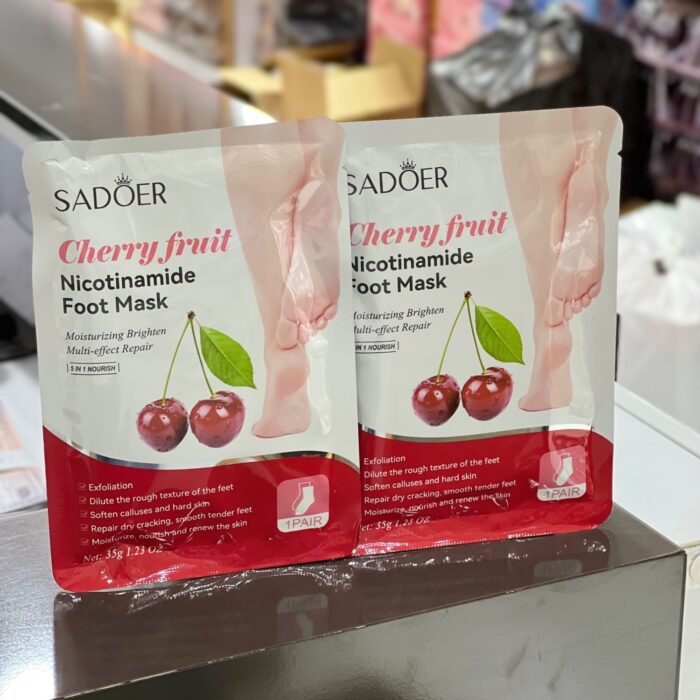 SADOER
Cherry fruit
Nicotinamide
Foot Mask
Moisturizing Brighten
Multi-effect Repair
5 IN 1 NOURISH
Exfoliation
Dilute the rough texture of the feet
Soften calluses and hard skin
Repair dry cracking, smooth tender feet
Moisturize, nourish and renew the skin
Net: 35g 1.23 OZ
1PAIR
SADOER
Cherry fruit
Nicotinamide
Foot Mask
Moisturizing Brighten
Multi-effect Repair
5 IN 1 NOURISH
Exfoliation
Dilute the rough texture of the feet
Soften calluses and hard skin
Repair dry cracking, smooth tender feet
Moisturize, nourish and renew the skin
Net: 35g 1.23 OZ
1PAIR